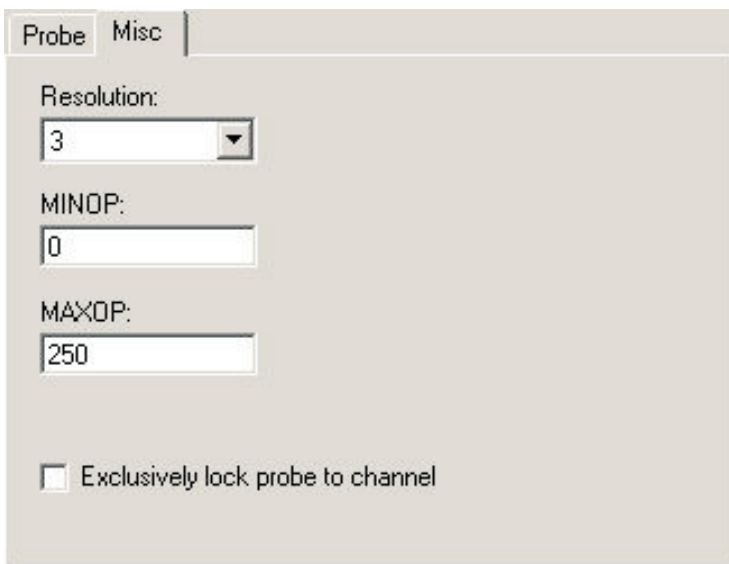 Probe Misc
Resolution:
3
MINOP:
0
MAXOP:
250
Exclusively lock probe to channel